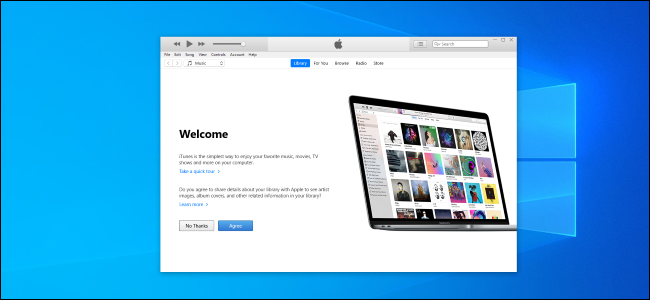 Search
File Edit Song View Controls Account Help
Music Library For You Browse Radio Store
Welcome
iTunes is the simplest way to enjoy your favorite music, movies, TV
shows and more on your computer.
Take a quick tour >
Do you agree to share details about your library with Apple to see artist
images, album covers, and other related information in your library?
Learn more >
No Thanks Agree